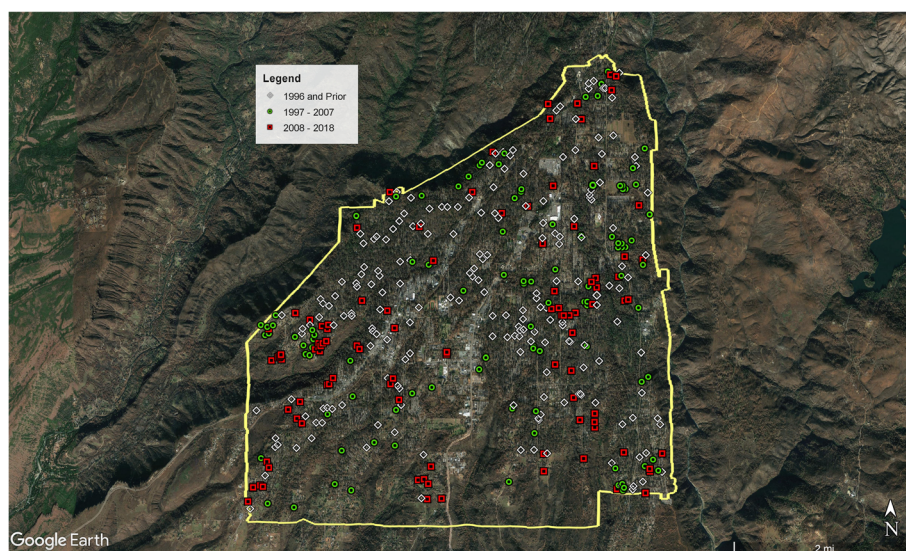 Legend
1996 and Prior
1997 - 2007
2008 - 2018
Google Earth
N
2 mi